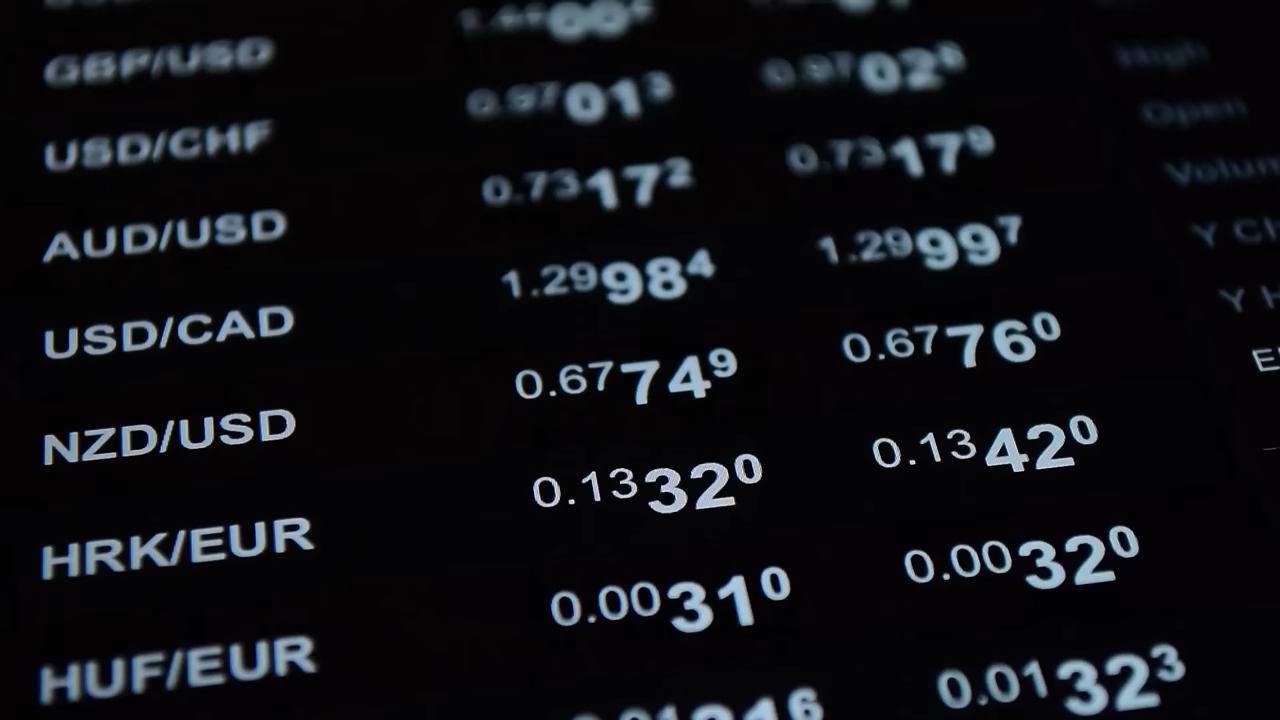 GBP/USD
USD/CHF 0.97013 0.97028 High
AUD/USD 0.73172 0.73179 Open
USD/CAD 1.29984 1.29997 Volum
NZD/USD 0.67749 0.67760 Y
HRK/EUR 0.13320 0.13420 Y
HUF/EUR 0.00310 0.00320
0.01323